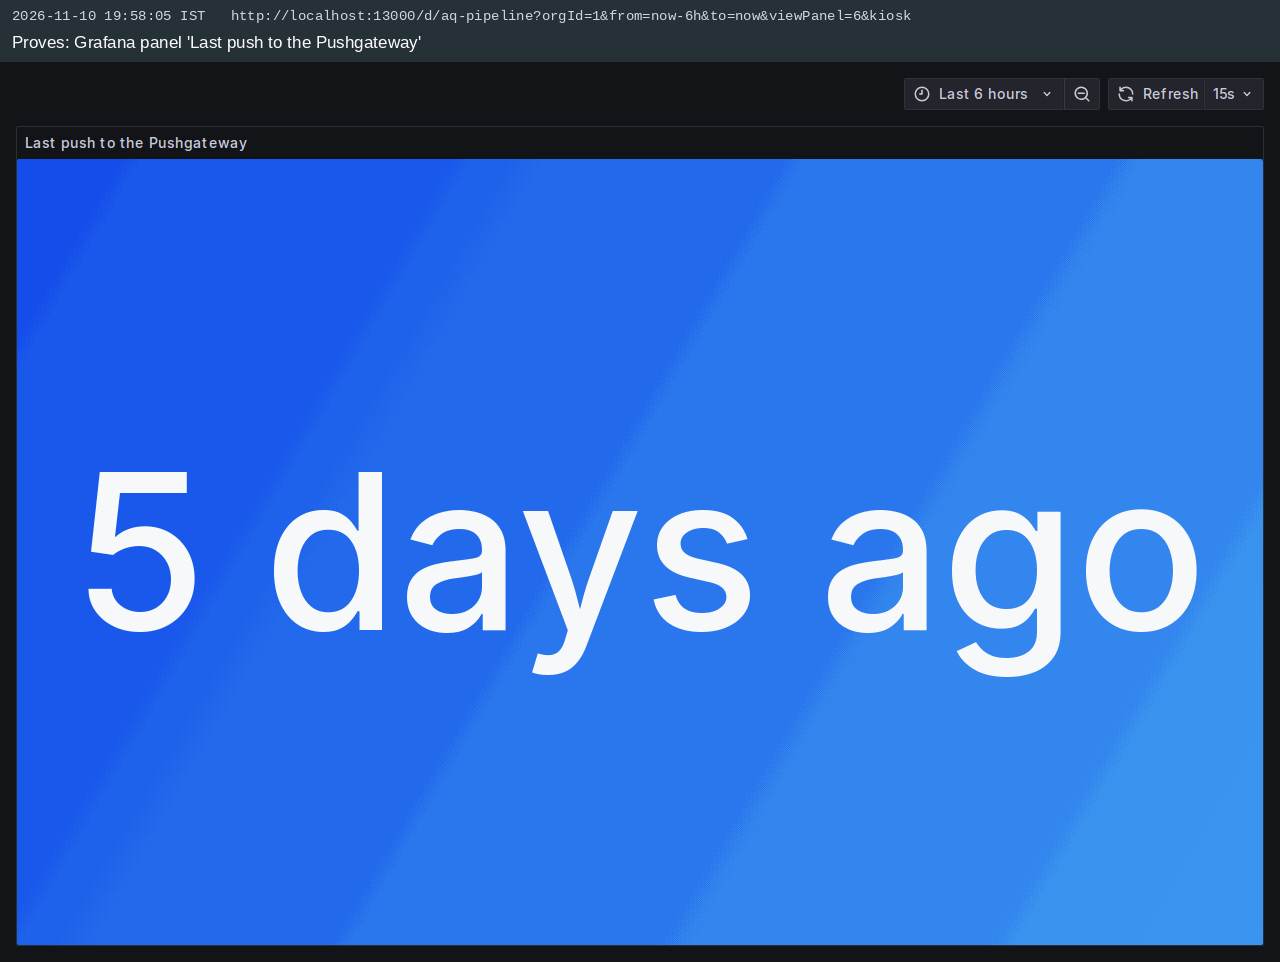 2026-11-10 19:58:05 IST http://localhost:13000/d/aq-pipeline?orgId=1&from=now-6h&to=now&viewPanel=6&kiosk
Proves: Grafana panel 'Last push to the Pushgateway'
Last 6 hours Refresh 15s
Last push to the Pushgateway
5 days ago